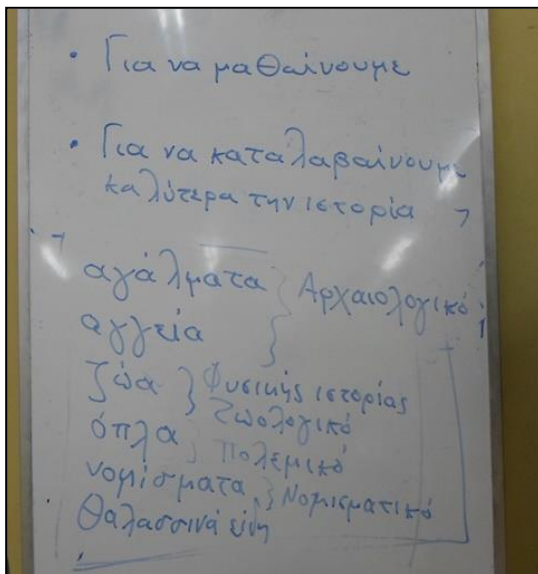 • Για να μαθαίνουμε
• Για να καταλαβαίνουμε
καλύτερα την ιστορία
αγάλματα } Αρχαιολογικό
αγγεία
ζώα } Φυσικής ιστορίας
Ζωολογικό
όπλα } Πολεμικό
νομίσματα } Νομισματικό
Θαλασσινά είδη